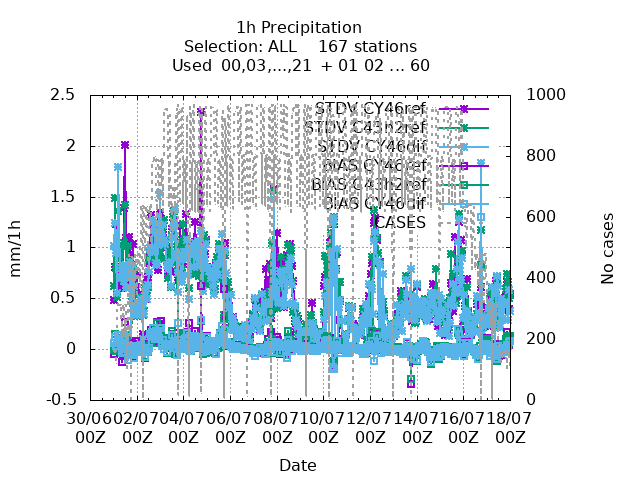 1h Precipitation
Selection: ALL 167 stations
Used 00,03,...,21 + 01 02 ... 60
2.5
2
1.5
1
0.5
0
-0.5
mm/1h
1000
800
600
400
200
0
No cases
STDV CY46ref
STDV C43h2ref
STDV CY46dif
BIAS CY46ref
BIAS C43h2ref
BIAS CY46dif
CASES
30/06 02/07 04/07 06/07 08/07 10/07 12/07 14/07 16/07 18/07
00Z 00Z 00Z 00Z 00Z 00Z 00Z 00Z 00Z 00Z
Date